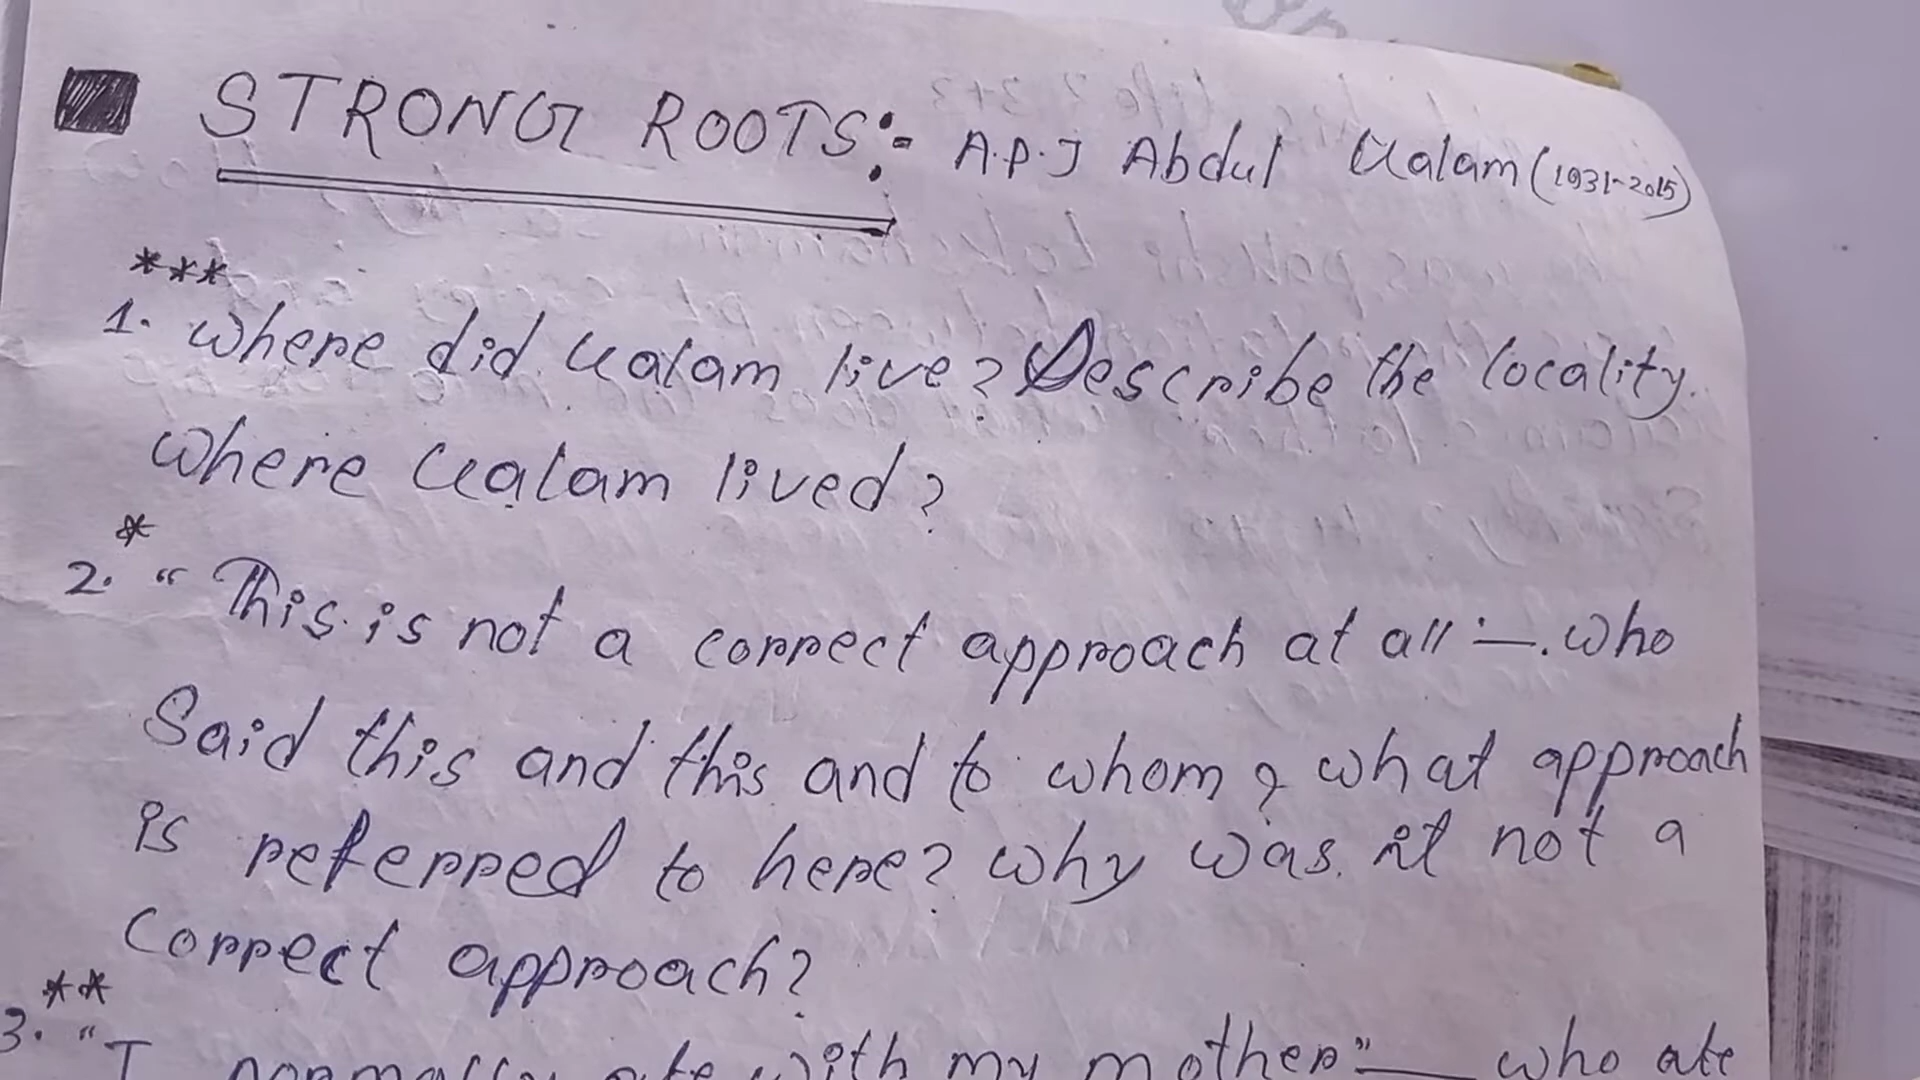 STRONG ROOTS:- A.P.J Abdul Kalam (1931-2015)
***
1. Where did Kalam live? Describe the locality.
where Kalam lived?
*
2. "This is not a correct approach at all :—. who
Said this and this and to whom? what approach
is referred to here? why was it not a
correct approach?
**
3. "I normally ate with my mother"— who ate